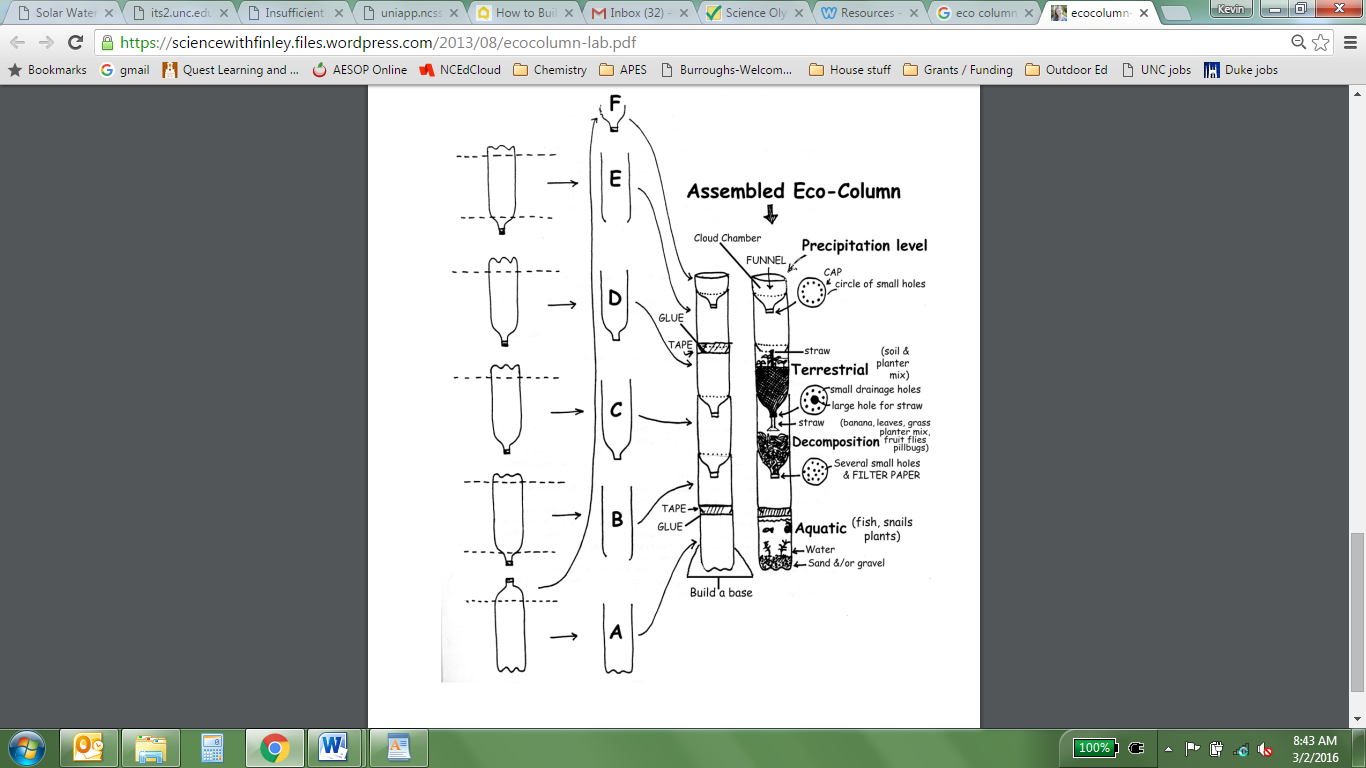 Solar Water
its2.unc.edu
Insufficient
uniapp.ncss
How to Buil
Inbox (32) -
Science Oly
Resources -
eco column
ecocolumn-
Kevin
https://sciencewithfinley.files.wordpress.com/2013/08/ecocolumn-lab.pdf
Bookmarks
gmail
Quest Learning and ...
AESOP Online
NCEdCloud
Chemistry
APES
Burroughs-Welcom...
House stuff
Grants / Funding
Outdoor Ed
UNC jobs
Duke jobs
F
E
D
C
B
A
Assembled Eco-Column
Cloud Chamber
Precipitation level
FUNNEL
CAP
circle of small holes
GLUE
TAPE
straw
(soil &
planter
mix)
Terrestrial
small drainage holes
large hole for straw
straw
(banana, leaves, grass
planter mix,
fruit flies
pillbugs)
Decomposition
Several small holes
& FILTER PAPER
TAPE
GLUE
Aquatic
(fish, snails
plants)
Water
Sand &/or gravel
Build a base
100%
8:43 AM
3/2/2016